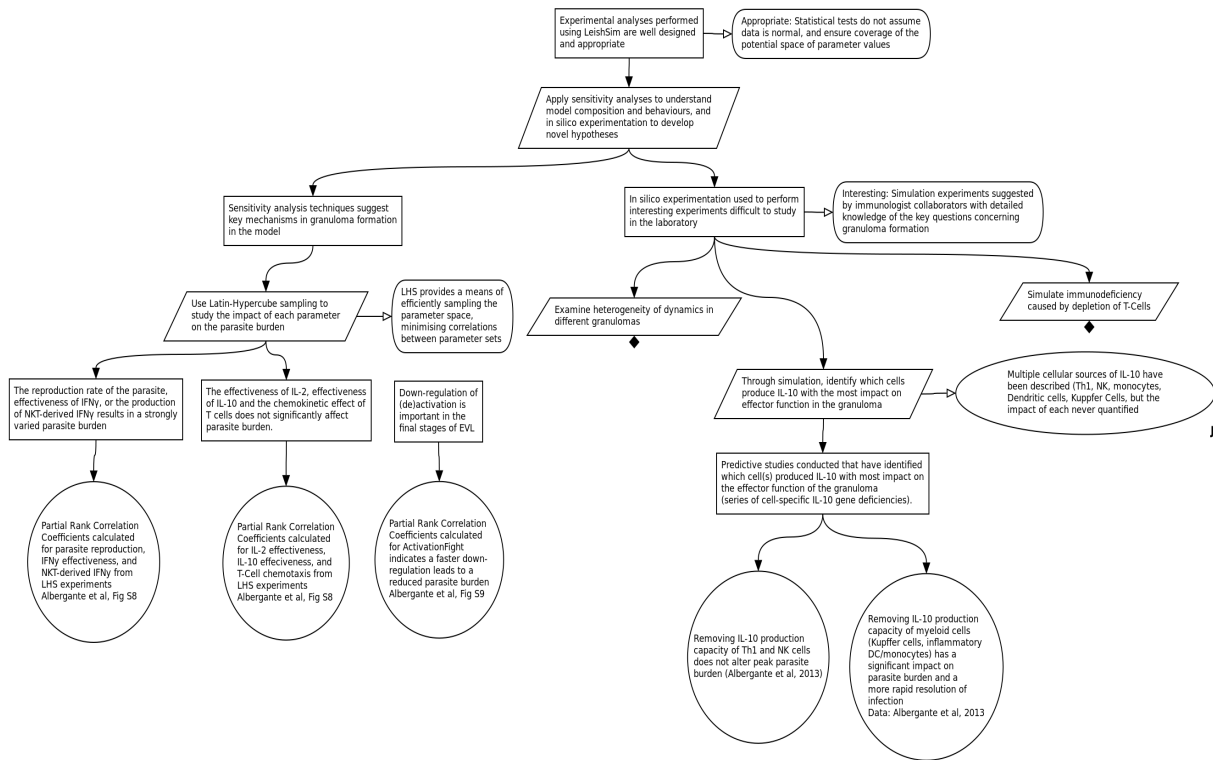 Experimental analyses performed
using LeishSim are well designed
and appropriate
Appropriate: Statistical tests do not assume
data is normal, and ensure coverage of the
potential space of parameter values
Apply sensitivity analyses to understand
model composition and behaviours, and
in silico experimentation to develop
novel hypotheses
Sensitivity analysis techniques suggest
key mechanisms in granuloma formation
in the model
In silico experimentation used to perform
interesting experiments difficult to study
in the laboratory
Interesting: Simulation experiments suggested
by immunologist collaborators with detailed
knowledge of the key questions concerning
granuloma formation
Use Latin-Hypercube sampling to
study the impact of each parameter
on the parasite burden
LHS provides a means of
efficiently sampling the
parameter space,
minimising correlations
between parameter sets
Examine heterogeneity of dynamics in
different granulomas
Simulate immunodeficiency
caused by depletion of T-Cells
The reproduction rate of the parasite,
effectiveness of IFNγ, or the production
of NKT-derived IFNγ results in a strongly
varied parasite burden
The effectiveness of IL-2, effectiveness
of IL-10 and the chemokinetic effect of
T cells does not significantly affect
parasite burden.
Down-regulation of
(de)activation is
important in the
final stages of EVL
Through simulation, identify which cells
produce IL-10 with the most impact on
effector function in the granuloma
Multiple cellular sources of IL-10 have
been described (Th1, NK, monocytes,
Dendritic cells, Kuppfer Cells, but the
impact of each never quantified
Predictive studies conducted that have identified
which cell(s) produced IL-10 with most impact on
the effector function of the granuloma
(series of cell-specific IL-10 gene deficiencies).
Partial Rank Correlation
Coefficients calculated
for parasite reproduction,
IFNγ effectiveness, and
NKT-derived IFNγ from
LHS experiments
Albergante et al, Fig S8
Partial Rank Correlation
Coefficients calculated
for IL-2 effectiveness,
IL-10 efeciveness, and
T-Cell chemotaxis from
LHS experiments
Albergante et al, Fig S8
Partial Rank Correlation
Coefficients calculated
for ActivationFight
indicates a faster down-
regulation leads to a
reduced parasite burden
Albergante et al, Fig S9
Removing IL-10 production
capacity of Th1 and NK cells
does not alter peak parasite
burden (Albergante et al, 2013)
Removing IL-10 production
capacity of myeloid cells
(Kupffer cells, inflammatory
DC/monocytes) has a
significant impact on
parasite burden and a
more rapid resolution of
infection
Data: Albergante et al, 2013